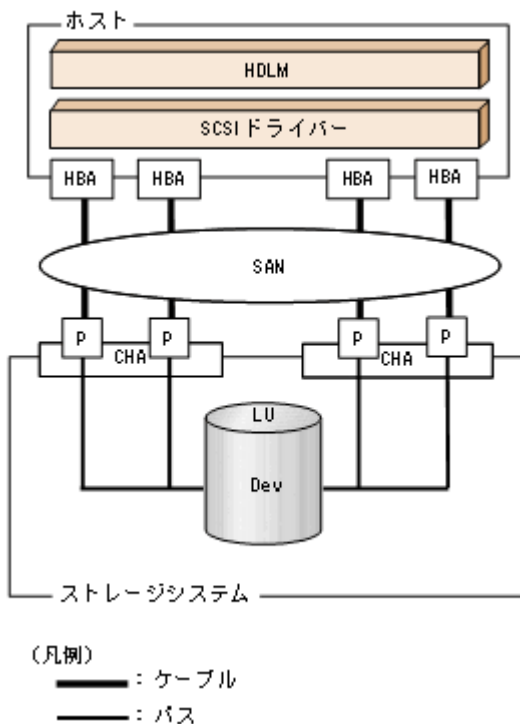 ホスト
HDLM
SCSIドライバー
HBA HBA HBA HBA
SAN
P P P P
CHA CHA
LU
Dev
ストレージシステム
(凡例)
:ケーブル
:パス